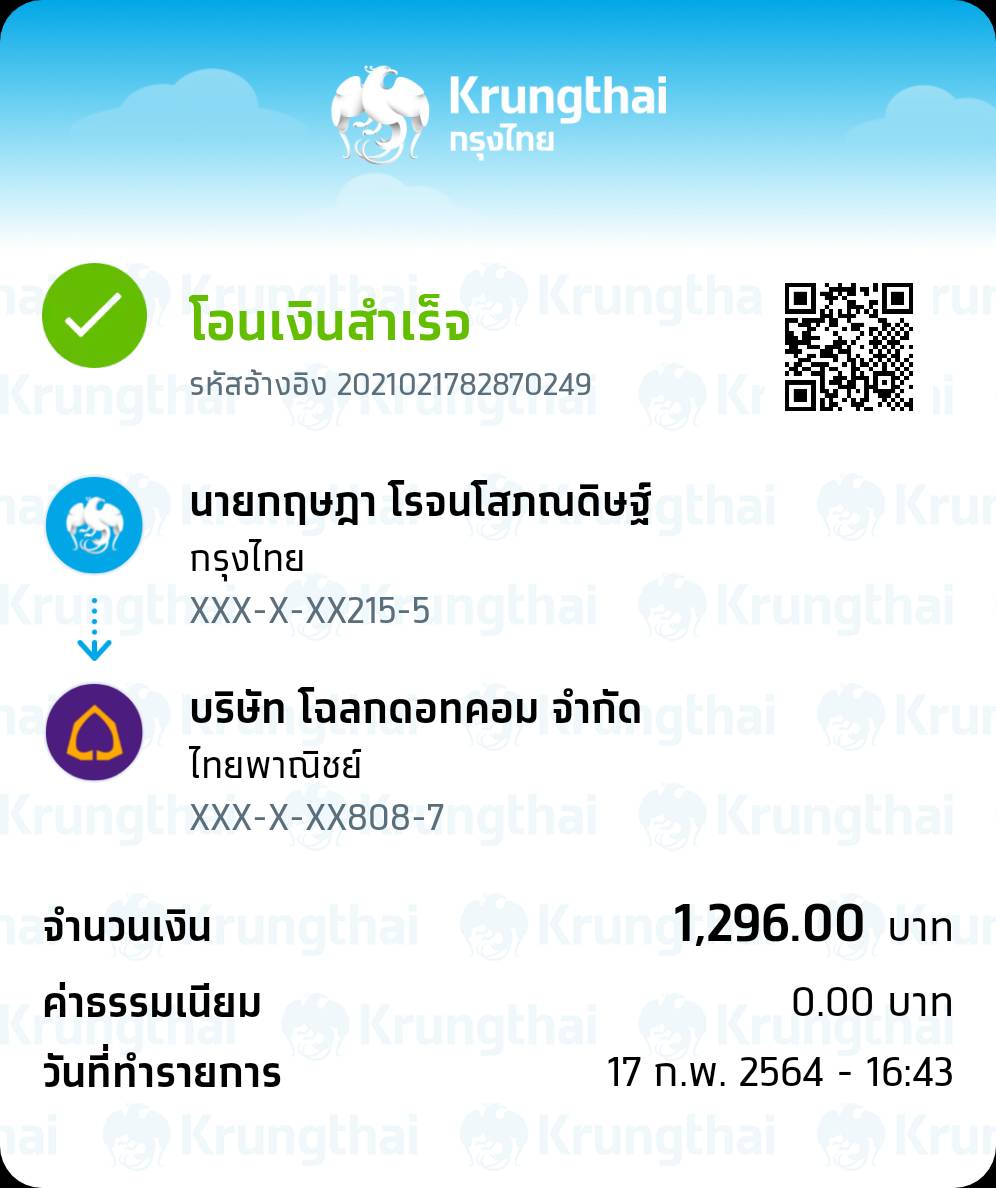 Krungthai
กรุงไทย
โอนเงินสำเร็จ
รหัสอ้างอิง 2021021782870249
นายกฤษฎา โรจนโสภณดิษฐ์
กรุงไทย
XXX-X-XX215-5
บริษัท โฉลกดอทคอม จำกัด
ไทยพาณิชย์
XXX-X-XX808-7
จำนวนเงิน 1,296.00 บาท
ค่าธรรมเนียม 0.00 บาท
วันที่ทำรายการ 17 ก.พ. 2564 - 16:43